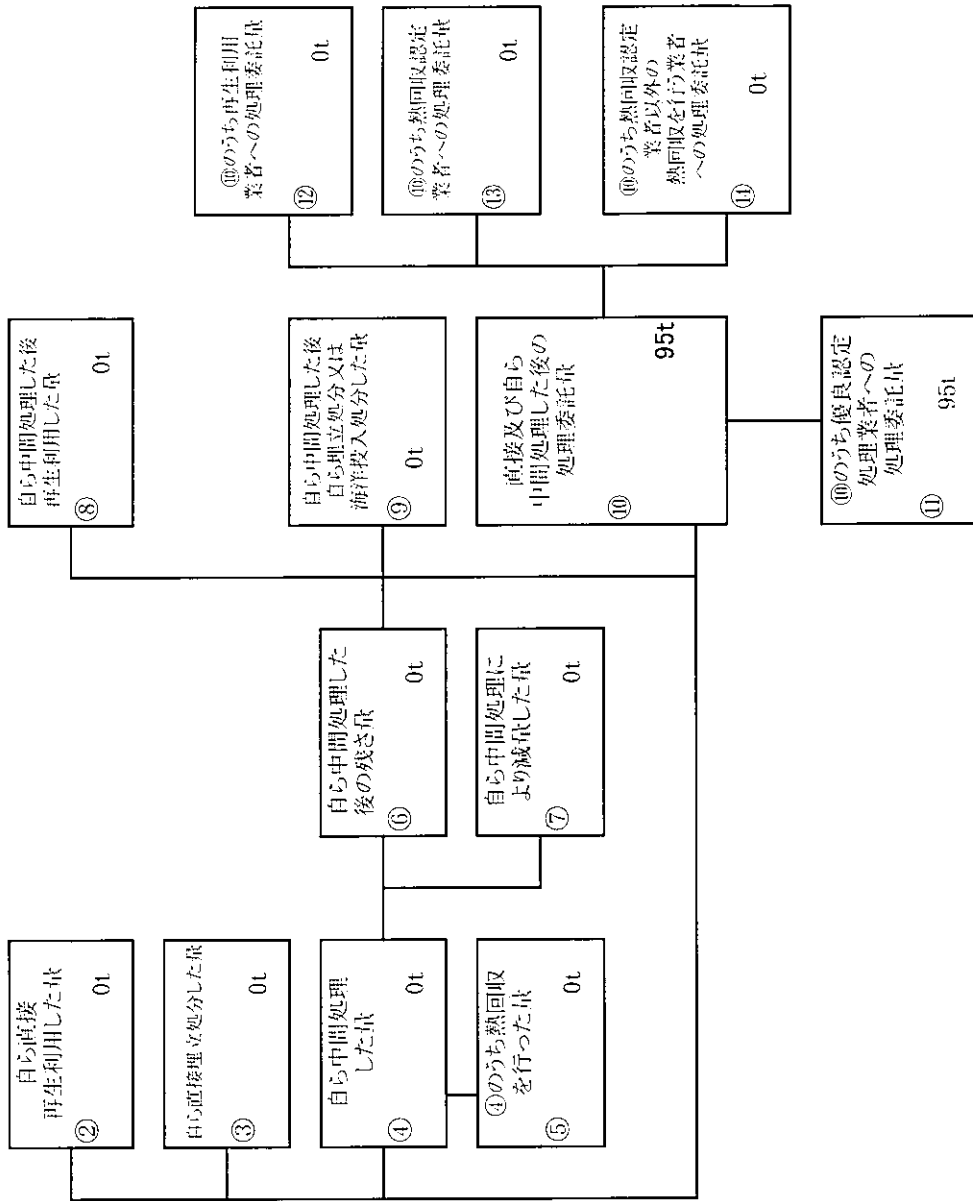 ②
自ら直接
再生利用した量
0t
③
自ら直接埋立処分した量
0t
④
自ら中間処理
した量
0t
⑤
④のうち熱回収
を行った量
0t
⑥
自ら中間処理した
後の残さ量
0t
⑦
自ら中間処理に
より減量した量
0t
⑧
自ら中間処理した後
再生利用した量
0t
⑨
自ら中間処理した後
自ら埋立処分又は
海洋投入処分した量
0t
⑩
直接及び自ら
中間処理した後の
処理委託量
95t
⑪
⑩のうち優良認定
処理業者への
処理委託量
95t
⑫
⑩のうち再生利用
業者への処理委託量
0t
⑬
⑩のうち熱回収認定
業者への処理委託量
0t
⑭
⑩のうち熱回収認定
業者以外の
熱回収を行う業者
への処理委託量
0t